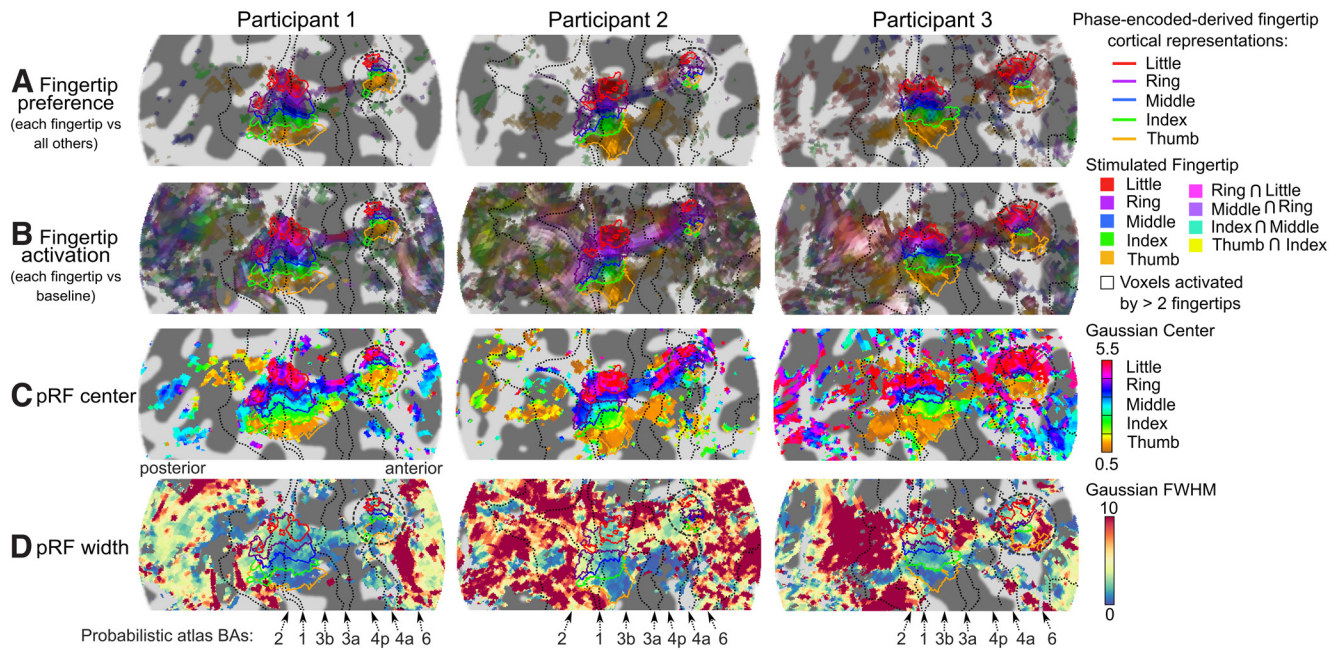 Participant 1
Participant 2
Participant 3
Phase-encoded-derived fingertip
cortical representations:
Little
Ring
Middle
Index
Thumb
A Fingertip
preference
(each fingertip vs
all others)
Stimulated Fingertip
Little
Ring
Middle
Index
Thumb
Ring ∩ Little
Middle ∩ Ring
Index ∩ Middle
Thumb ∩ Index
Voxels activated
by > 2 fingertips
B Fingertip
activation
(each fingertip vs
baseline)
Gaussian Center
5.5
Little
Ring
Middle
Index
Thumb
0.5
C pRF center
posterior
anterior
Gaussian FWHM
10
0
D pRF width
Probabilistic atlas BAs:
2 1 3b 3a 4p 4a 6
2 1 3b 3a 4p 4a 6
2 1 3b 3a 4p 4a 6